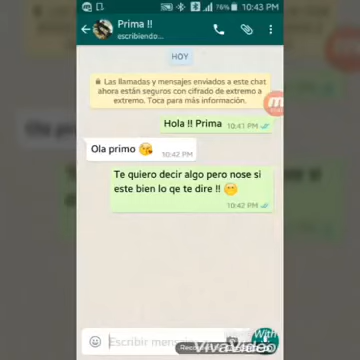 76% 10:43 PM
Prima !!
escribiendo...
HOY
Las llamadas y mensajes enviados a este chat
ahora están seguros con cifrado de extremo a
extremo. Toca para más información.
Hola !! Prima 10:41 PM
Ola primo
10:42 PM
Te quiero decir algo pero nose si
este bien lo qe te dire !!
10:42 PM
Escribir mensaje
With
VivaVideo